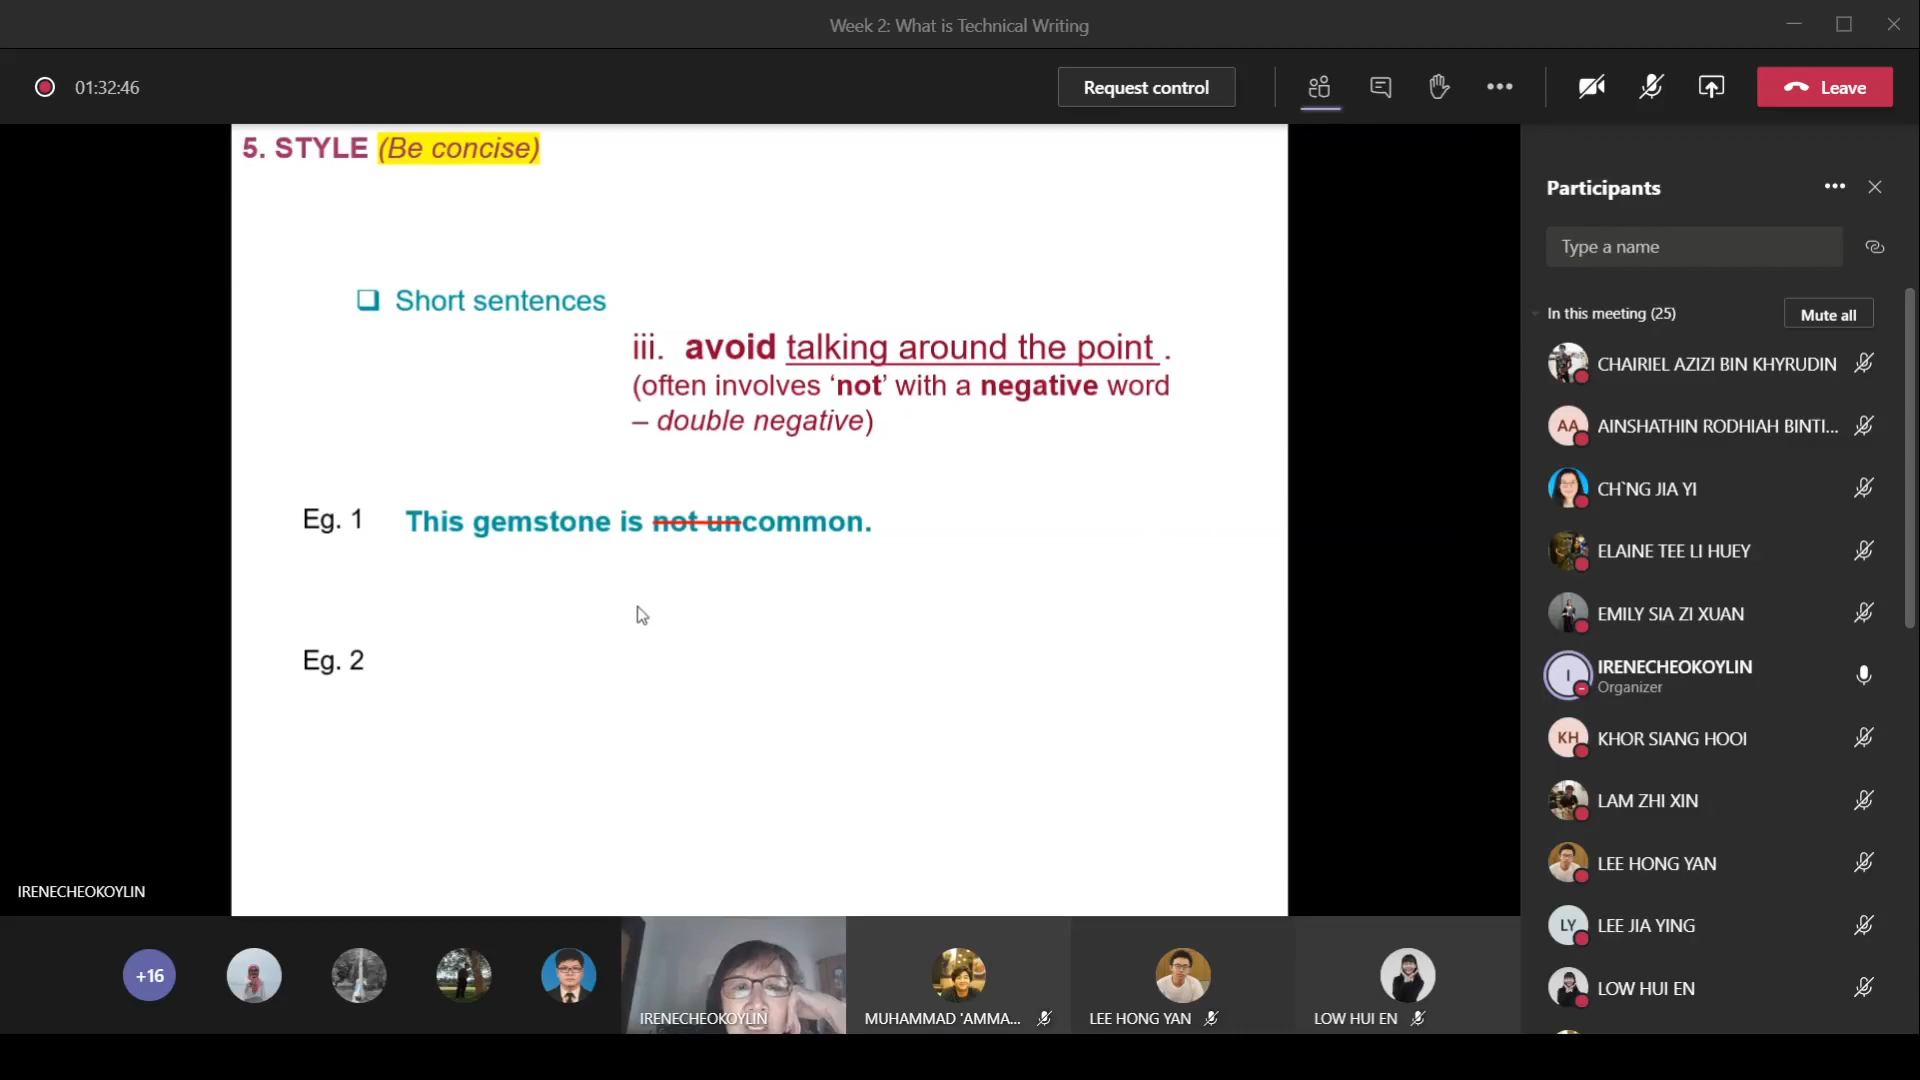 Week 2: What is Technical Writing
01:32:46
Request control
Leave
5. STYLE (Be concise)
Short sentences
iii. avoid talking around the point .
(often involves ‘not’ with a negative word
– double negative)
Eg. 1 This gemstone is not uncommon.
Eg. 2
IRENECHEOKOYLIN
+16
IRENECHEOKOYLIN
MUHAMMAD 'AMMA...
LEE HONG YAN
LOW HUI EN
Participants
Type a name
In this meeting (25)
Mute all
CHAIRIEL AZIZI BIN KHYRUDIN
AA AINSHATHIN RODHIAH BINTI...
CH`NG JIA YI
ELAINE TEE LI HUEY
EMILY SIA ZI XUAN
I IRENECHEOKOYLIN
Organizer
KH KHOR SIANG HOOI
LAM ZHI XIN
LEE HONG YAN
LY LEE JIA YING
LOW HUI EN